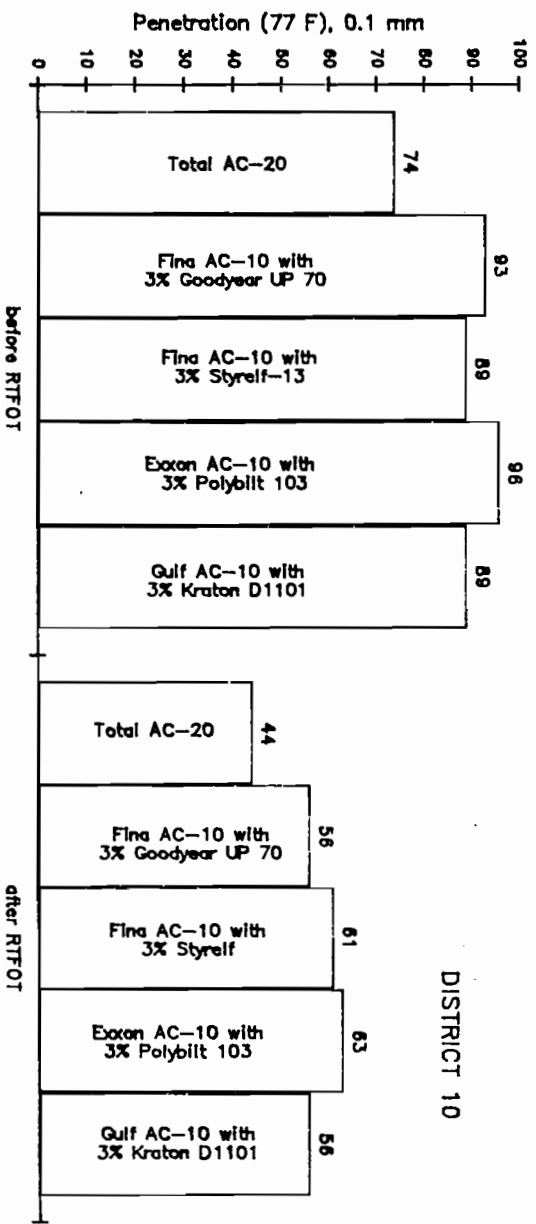 Penetration (77 F), 0.1 mm
0
10
20
30
40
50
60
70
80
90
100
Total AC-20
74
Fina AC-10 with
3% Goodyear UP 70
93
Fina AC-10 with
3% Styrelf-13
89
Exxon AC-10 with
3% Polybilt 103
96
Gulf AC-10 with
3% Kraton D1101
89
before RTFOT
Total AC-20
44
Fina AC-10 with
3% Goodyear UP 70
56
Fina AC-10 with
3% Styrelf
61
Exxon AC-10 with
3% Polybilt 103
63
Gulf AC-10 with
3% Kraton D1101
56
after RTFOT
DISTRICT 10